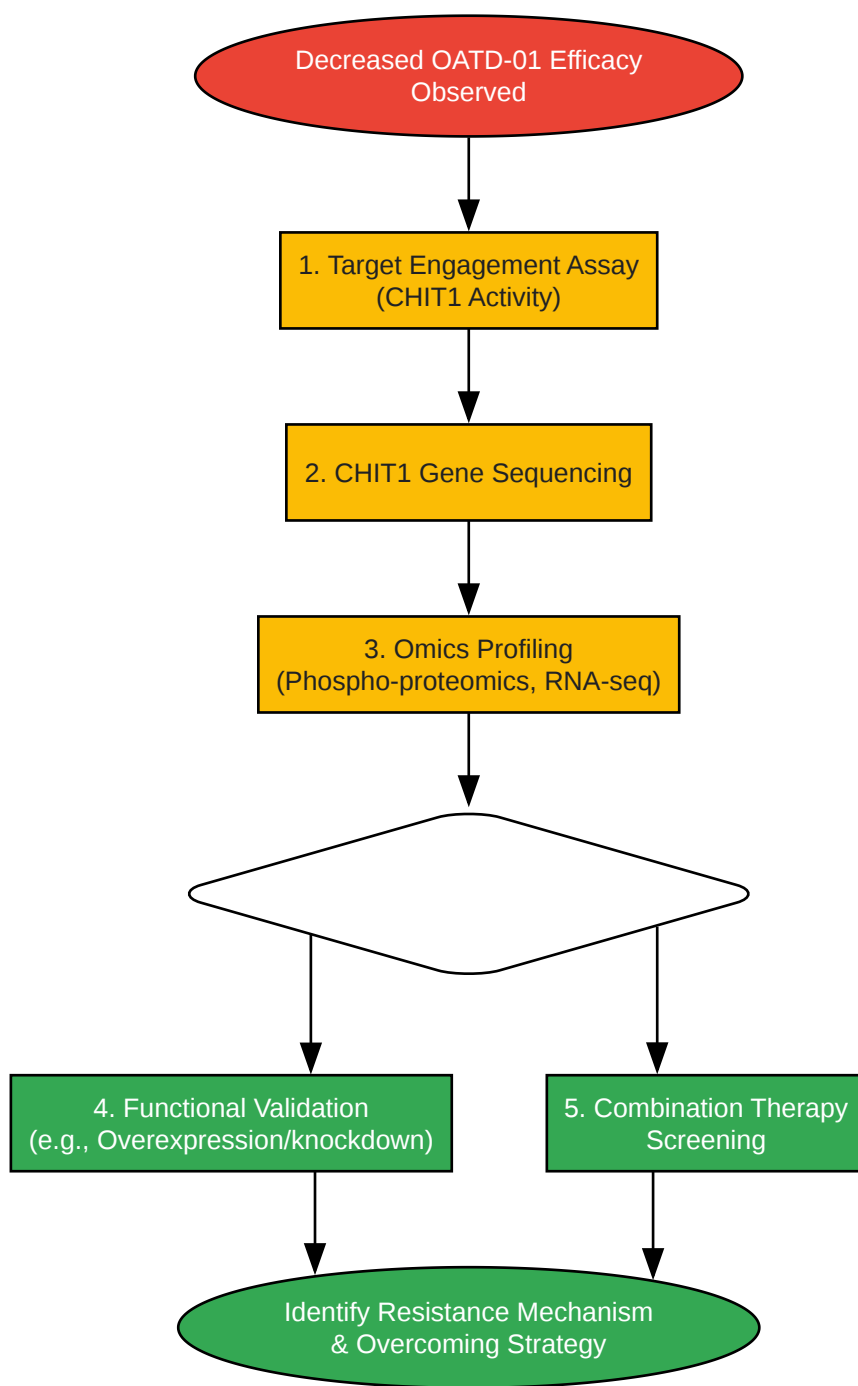 Decreased OATD-01 Efficacy
Observed
1. Target Engagement Assay
(CHIT1 Activity)
2. CHIT1 Gene Sequencing
3. Omics Profiling
(Phospho-proteomics, RNA-seq)
4. Functional Validation
(e.g., Overexpression/knockdown)
5. Combination Therapy
Screening
Identify Resistance Mechanism
& Overcoming Strategy